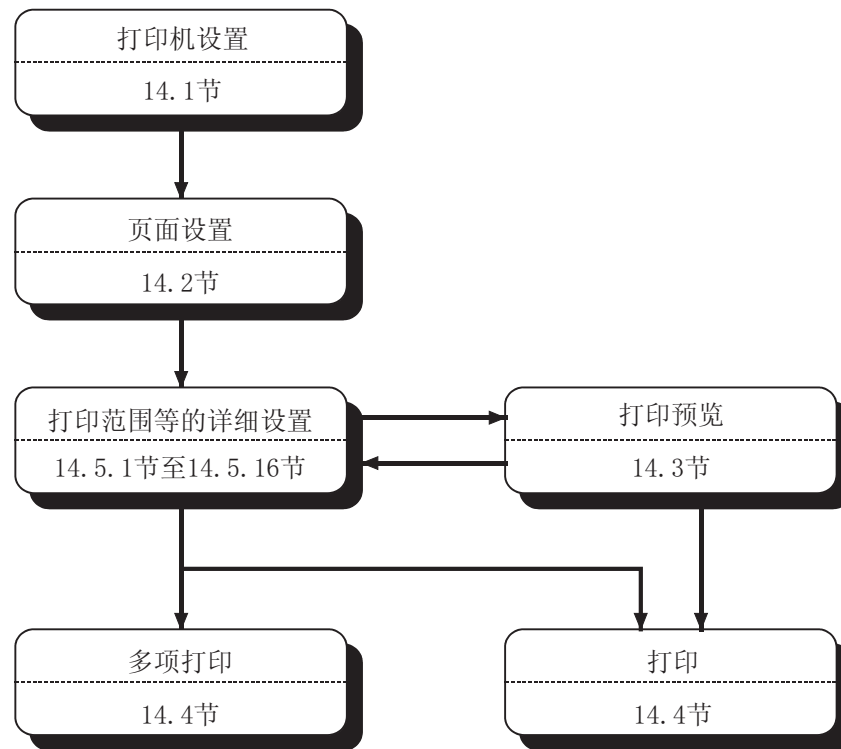 打印机设置
14.1节
页面设置
14.2节
打印范围等的详细设置
14.5.1节至14.5.16节
打印预览
14.3节
多项打印
14.4节
打印
14.4节